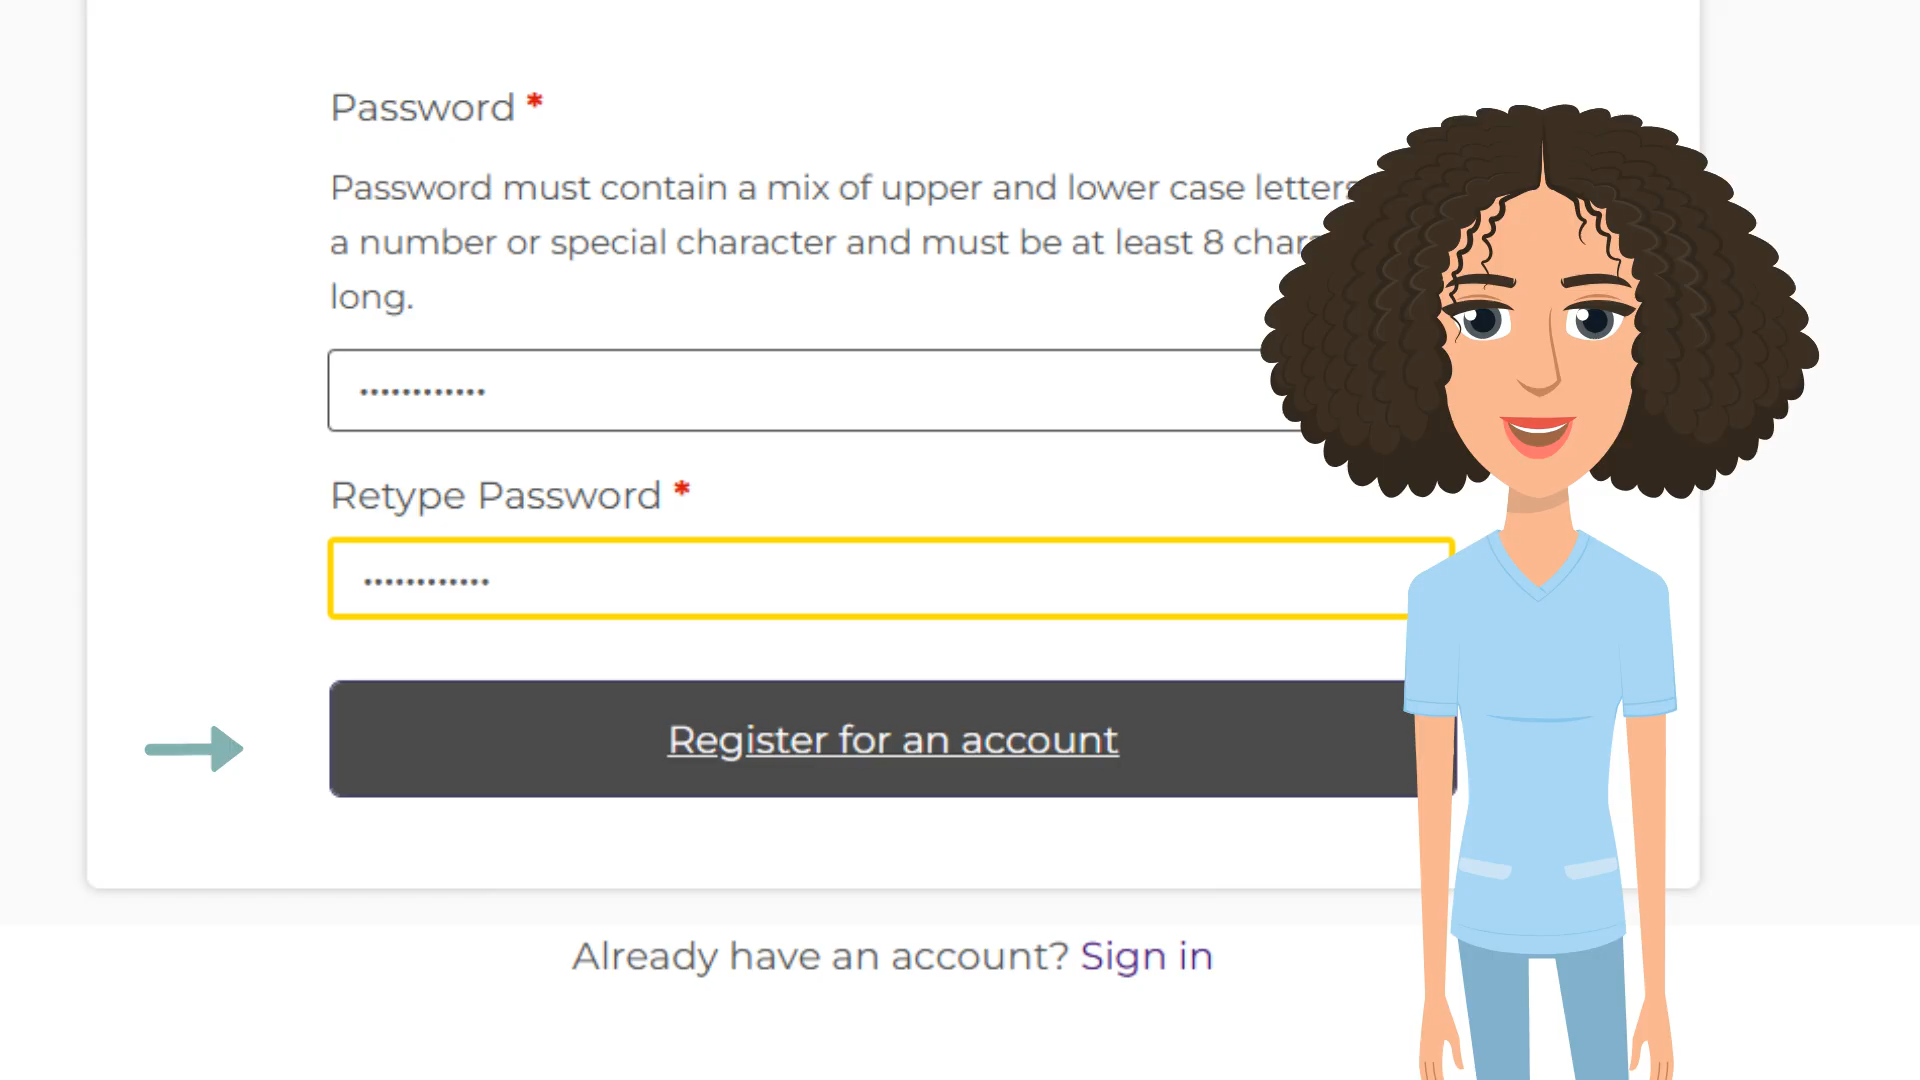 Password *
Password must contain a mix of upper and lower case letters
a number or special character and must be at least 8
long.
••••••••••••
Retype Password *
••••••••••••
Register for an account
Already have an account? Sign in